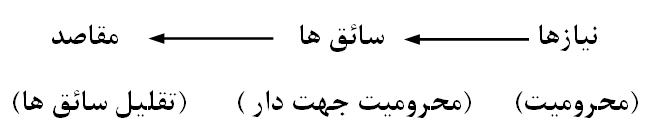 نیازها سائق ها مقاصد
(محرومیت) (محرومیت جهت دار ) (تقلیل سائق ها)